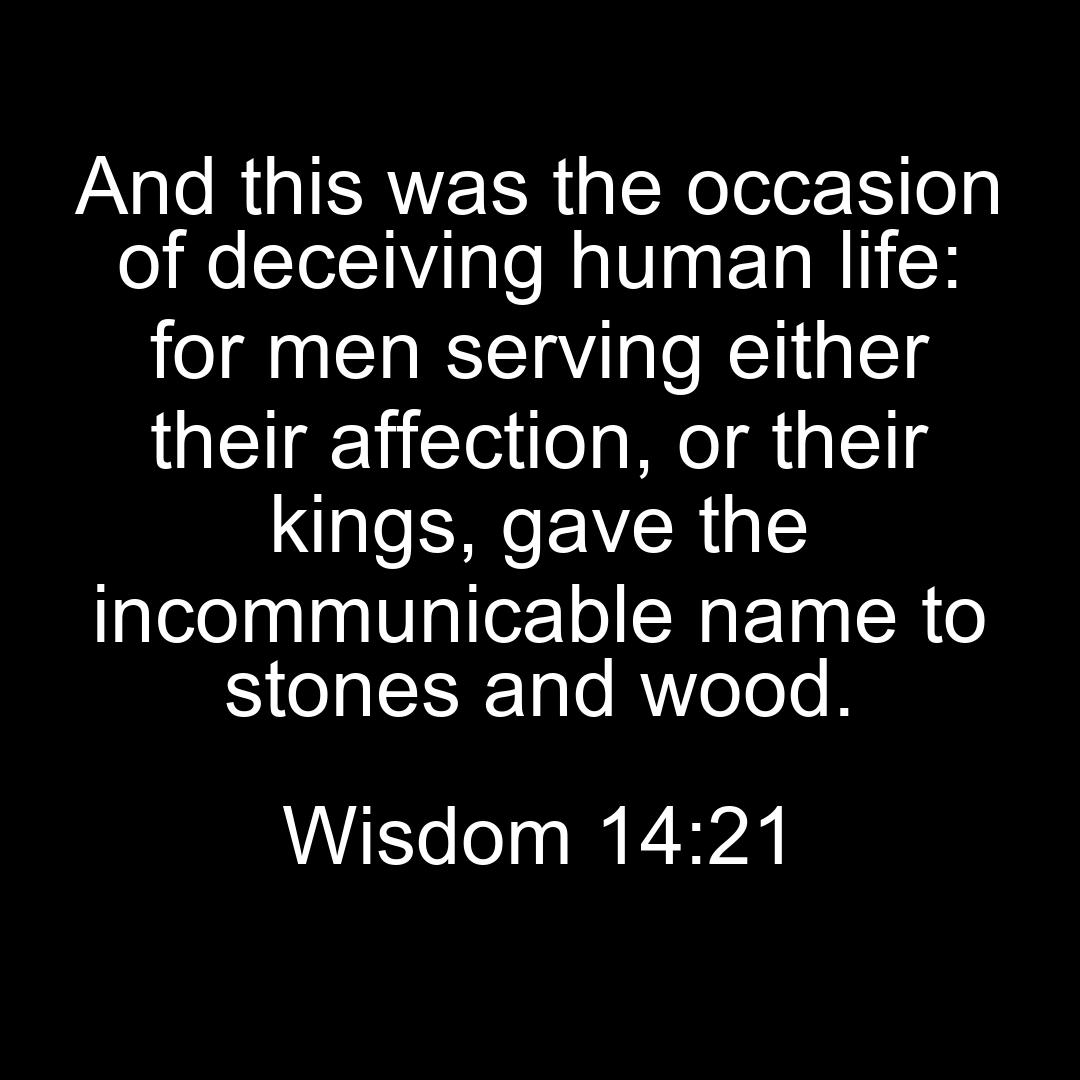 And this was the occasion
of deceiving human life:
for men serving either
their affection, or their
kings, gave the
incommunicable name to
stones and wood.
Wisdom 14:21